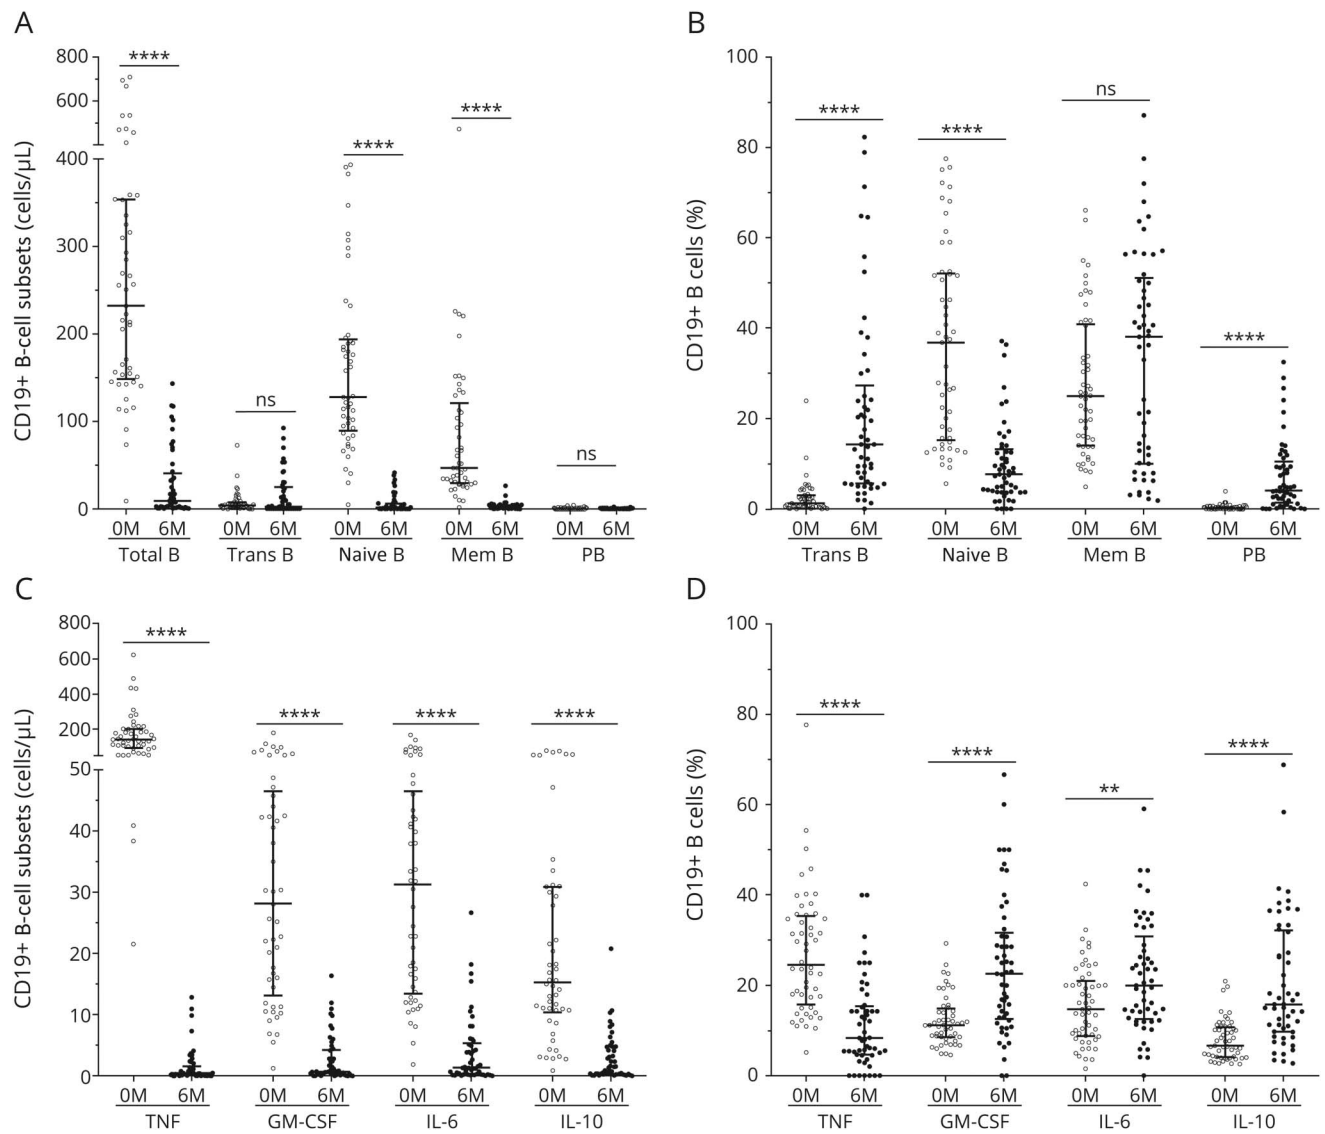 A
CD19+ B-cell subsets (cells/μL)
800
600
400
300
200
100
0
****
ns
****
****
ns
0M 6M 0M 6M 0M 6M 0M 6M 0M 6M
Total B Trans B Naive B Mem B PB
B
CD19+ B cells (%)
100
80
60
40
20
0
****
****
ns
****
0M 6M 0M 6M 0M 6M 0M 6M
Trans B Naive B Mem B PB
C
CD19+ B-cell subsets (cells/μL)
800
600
400
200
50
40
30
20
10
0
****
****
****
****
0M 6M 0M 6M 0M 6M 0M 6M
TNF GM-CSF IL-6 IL-10
D
CD19+ B cells (%)
100
80
60
40
20
0
****
****
**
****
0M 6M 0M 6M 0M 6M 0M 6M
TNF GM-CSF IL-6 IL-10